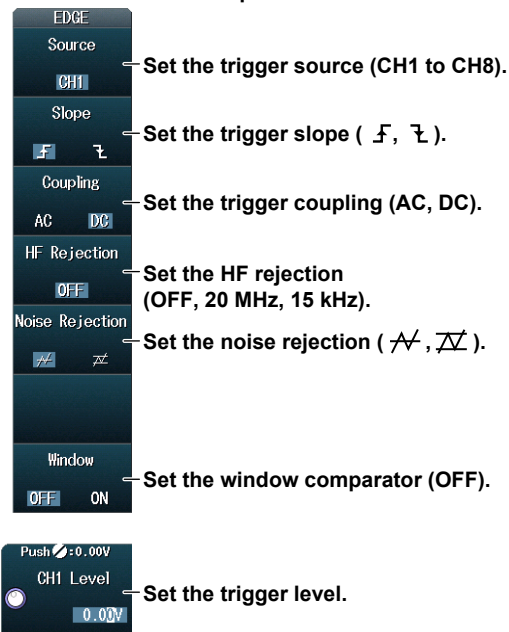 EDGE
Source
CH1
Set the trigger source (CH1 to CH8).
Slope
Set the trigger slope ( , ).
Coupling
AC DC
Set the trigger coupling (AC, DC).
HF Rejection
OFF
Set the HF rejection
(OFF, 20 MHz, 15 kHz).
Noise Rejection
Set the noise rejection ( , ).
Window
OFF ON
Set the window comparator (OFF).
Push :0.00V
CH1 Level
0.00V
Set the trigger level.